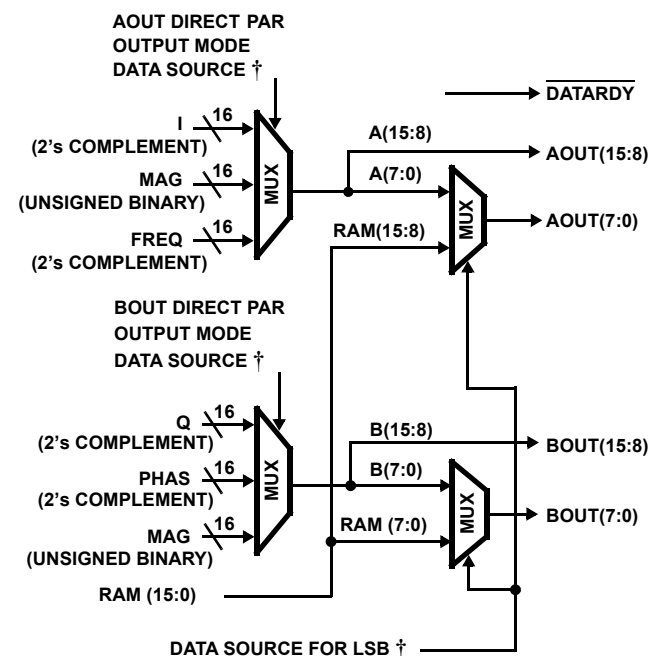 AOUT DIRECT PAR
OUTPUT MODE
DATA SOURCE †
DATARDY
I
16
(2's COMPLEMENT)
MAG
16
(UNSIGNED BINARY)
FREQ
16
(2's COMPLEMENT)
MUX
A(15:8)
AOUT(15:8)
A(7:0)
RAM(15:8)
MUX
AOUT(7:0)
BOUT DIRECT PAR
OUTPUT MODE
DATA SOURCE †
Q
16
(2's COMPLEMENT)
PHAS
16
(2's COMPLEMENT)
MAG
16
(UNSIGNED BINARY)
MUX
B(15:8)
BOUT(15:8)
B(7:0)
RAM (7:0)
MUX
BOUT(7:0)
RAM (15:0)
DATA SOURCE FOR LSB †